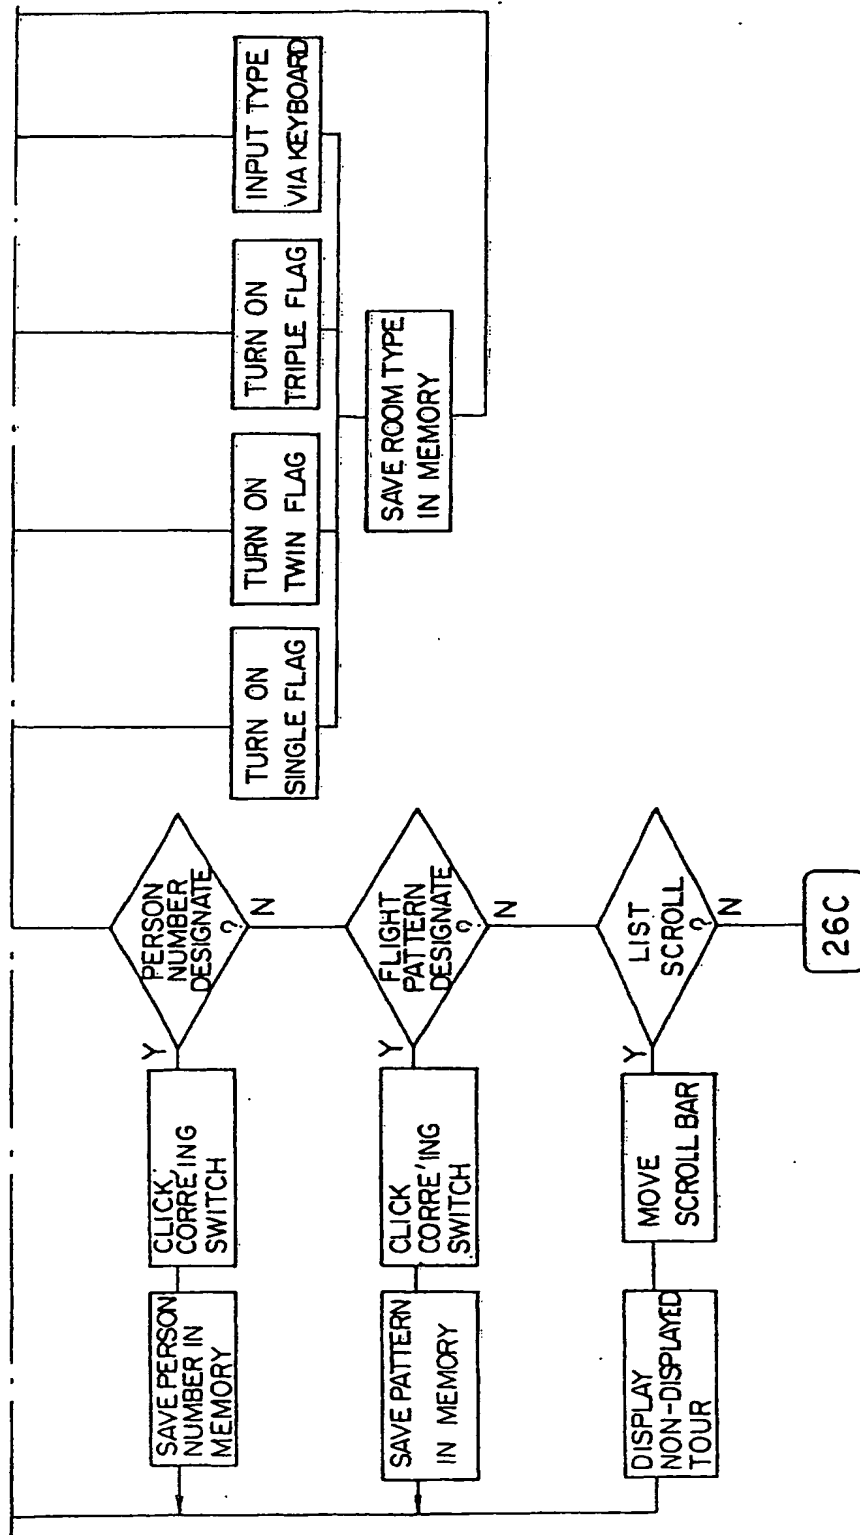 SAVE PERSON
NUMBER IN
MEMORY
CLICK
CORRE'ING
SWITCH
Y
PERSON
NUMBER
DESIGNATE
?
N
TURN ON
SINGLE FLAG
TURN ON
TWIN FLAG
TURN ON
TRIPLE FLAG
INPUT TYPE
VIA KEYBOARD
SAVE ROOM TYPE
IN MEMORY
SAVE PATTERN
IN MEMORY
CLICK
CORRE'ING
SWITCH
Y
FLIGHT
PATTERN
DESIGNATE
?
N
DISPLAY
NON-DISPLAYED
TOUR
MOVE
SCROLL BAR
Y
LIST
SCROLL
?
N
26C